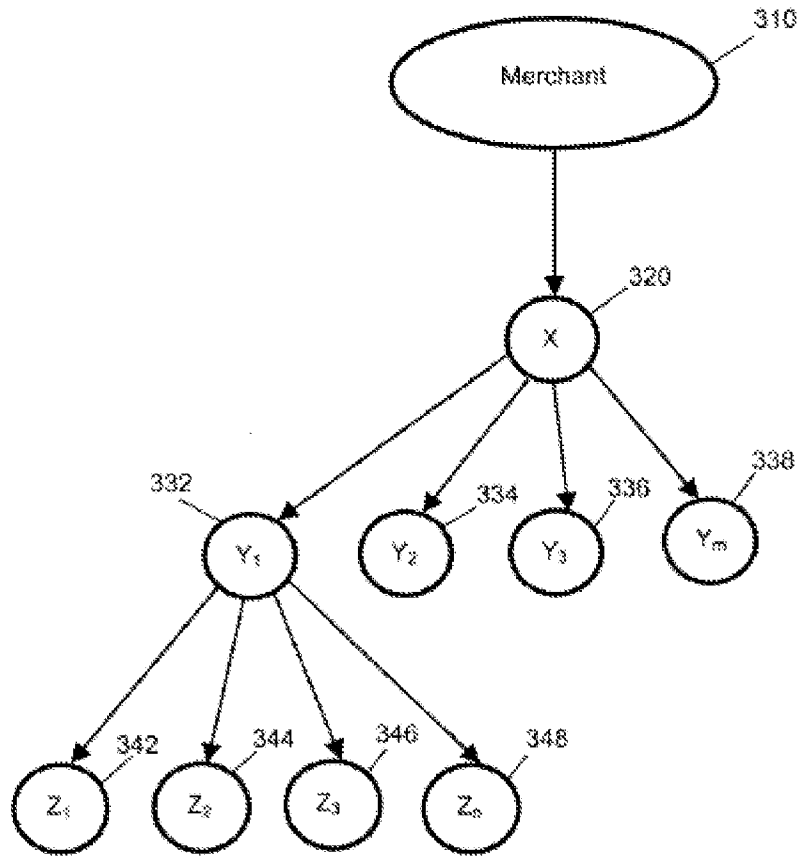 310
Merchant
320
X
332
334
336
338
Y₁
Y₂
Y₃
Yₘ
342
344
346
348
Z₁
Z₂
Z₃
Zₙ